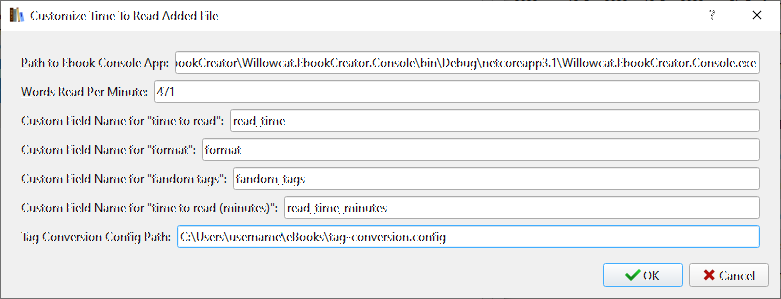 Customize Time To Read Added File
Path to Ebook Console App: bookCreator\Willowcat.EbookCreator.Console\bin\Debug\netcoreapp3.1\Willowcat.EbookCreator.Console.exe
Words Read Per Minute: 471
Custom Field Name for "time to read": read_time
Custom Field Name for "format": format
Custom Field Name for "fandom tags": fandom_tags
Custom Field Name for "time to read (minutes)": read_time_minutes
Tag Conversion Config Path: C:\Users\username\eBooks\tag-conversion.config
OK Cancel